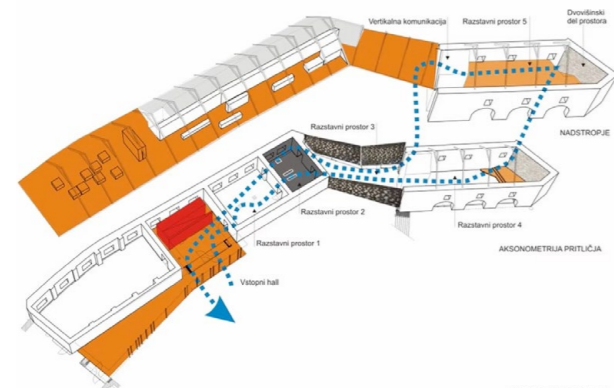 Vertikalna komunikacija
Razstavni prostor 5
Dvovišinski
del prostora
NADSTROPJE
Razstavni prostor 3
Razstavni prostor 2
Razstavni prostor 4
Razstavni prostor 1
AKSONOMETRIJA PRITLIČJA
Vstopni hall